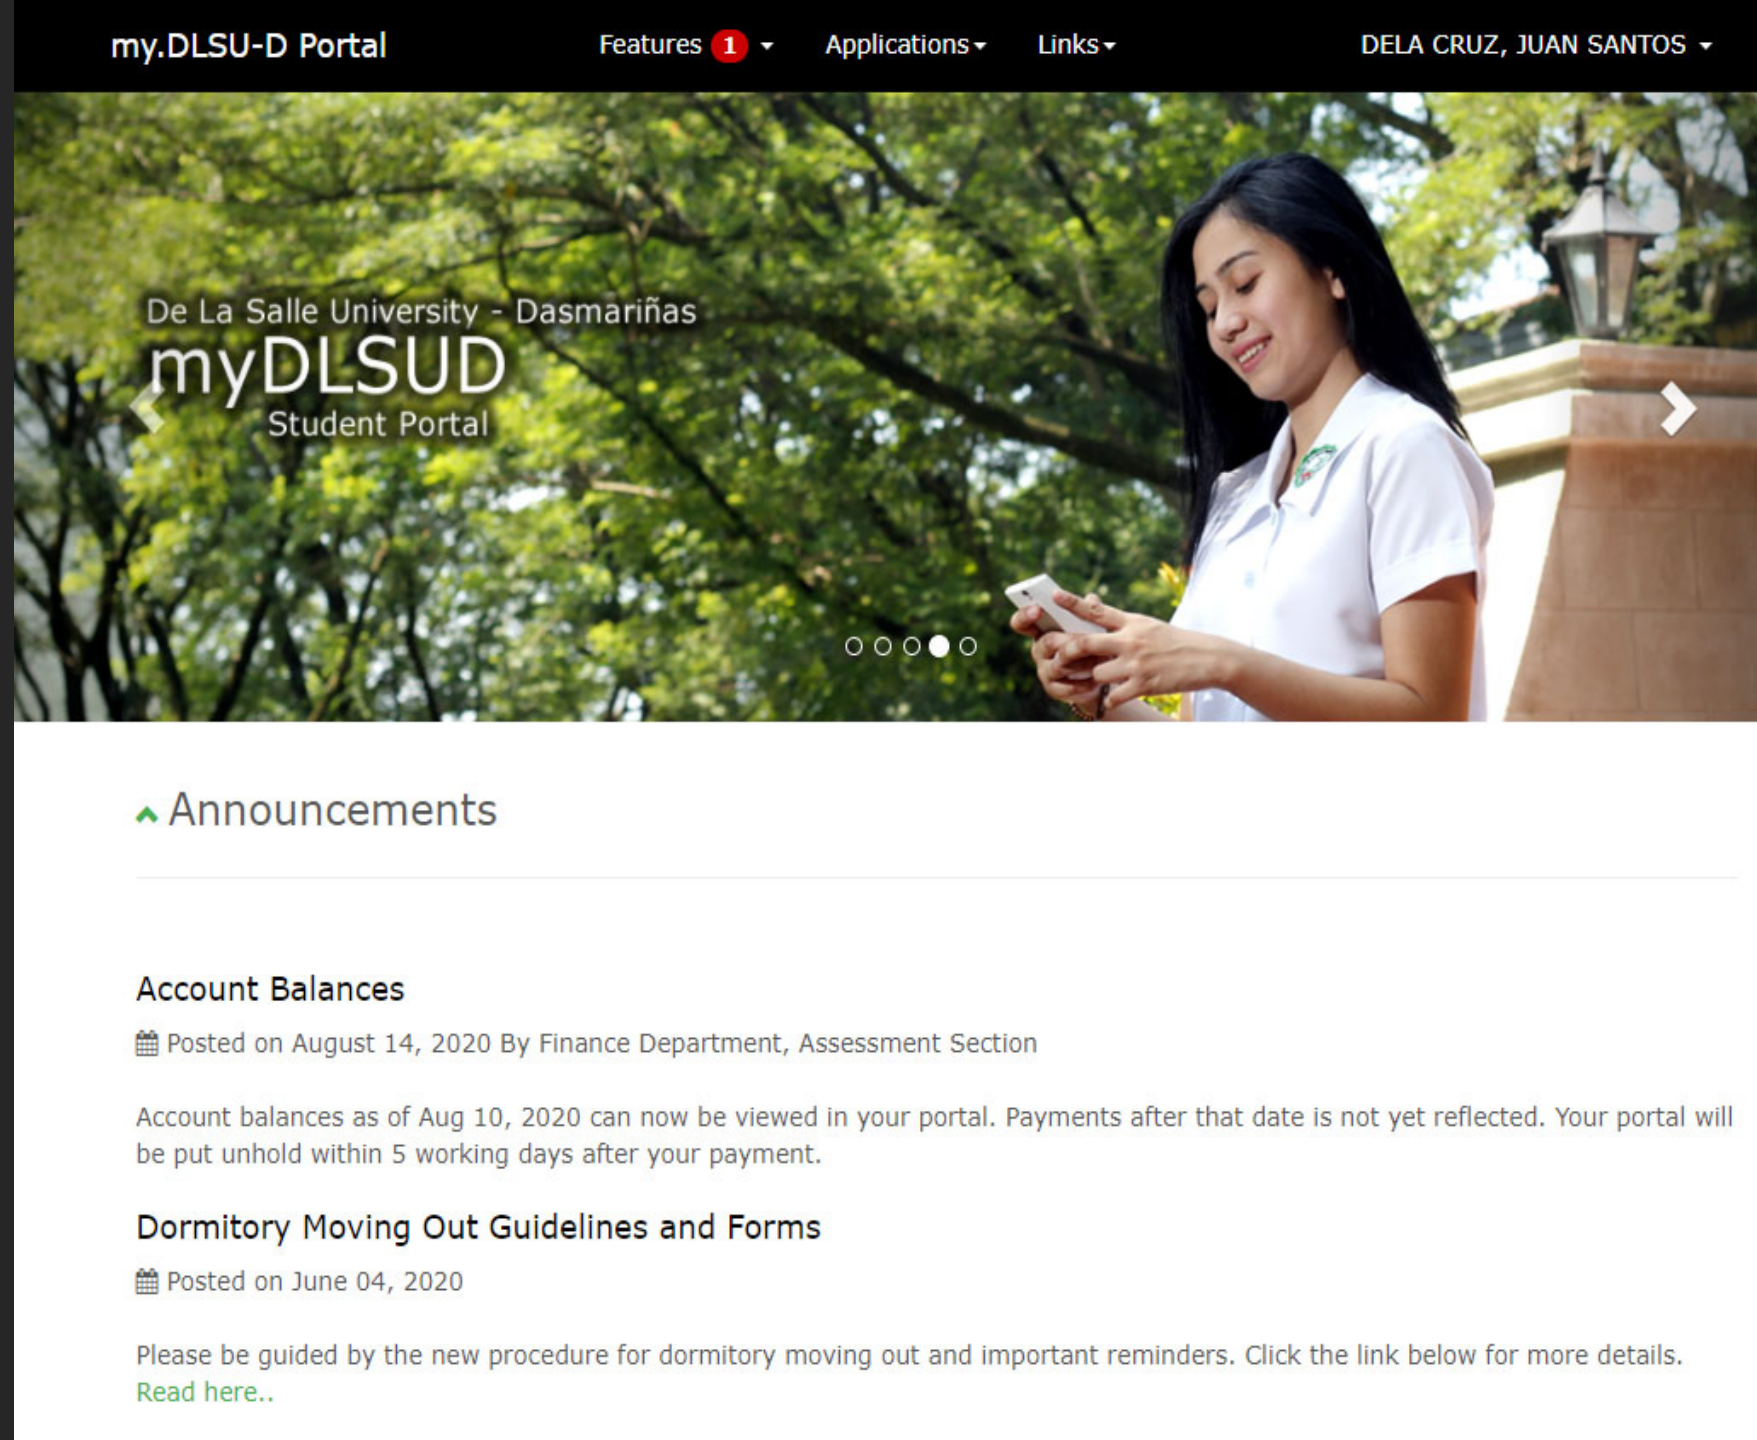 my.DLSU-D Portal Features 1 Applications Links DELA CRUZ, JUAN SANTOS
De La Salle University - Dasmariñas
myDLSUD
Student Portal
Announcements
Account Balances
Posted on August 14, 2020 By Finance Department, Assessment Section
Account balances as of Aug 10, 2020 can now be viewed in your portal. Payments after that date is not yet reflected. Your portal will
be put unhold within 5 working days after your payment.
Dormitory Moving Out Guidelines and Forms
Posted on June 04, 2020
Please be guided by the new procedure for dormitory moving out and important reminders. Click the link below for more details.
Read here..